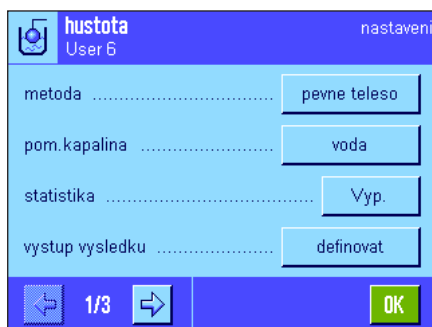 hustota nastaveni
User 6
metoda ................................ pevne teleso
pom.kapalina ....................... voda
statistika .................................... Vyp.
vystup vysledku .................... definovat
1/3 OK